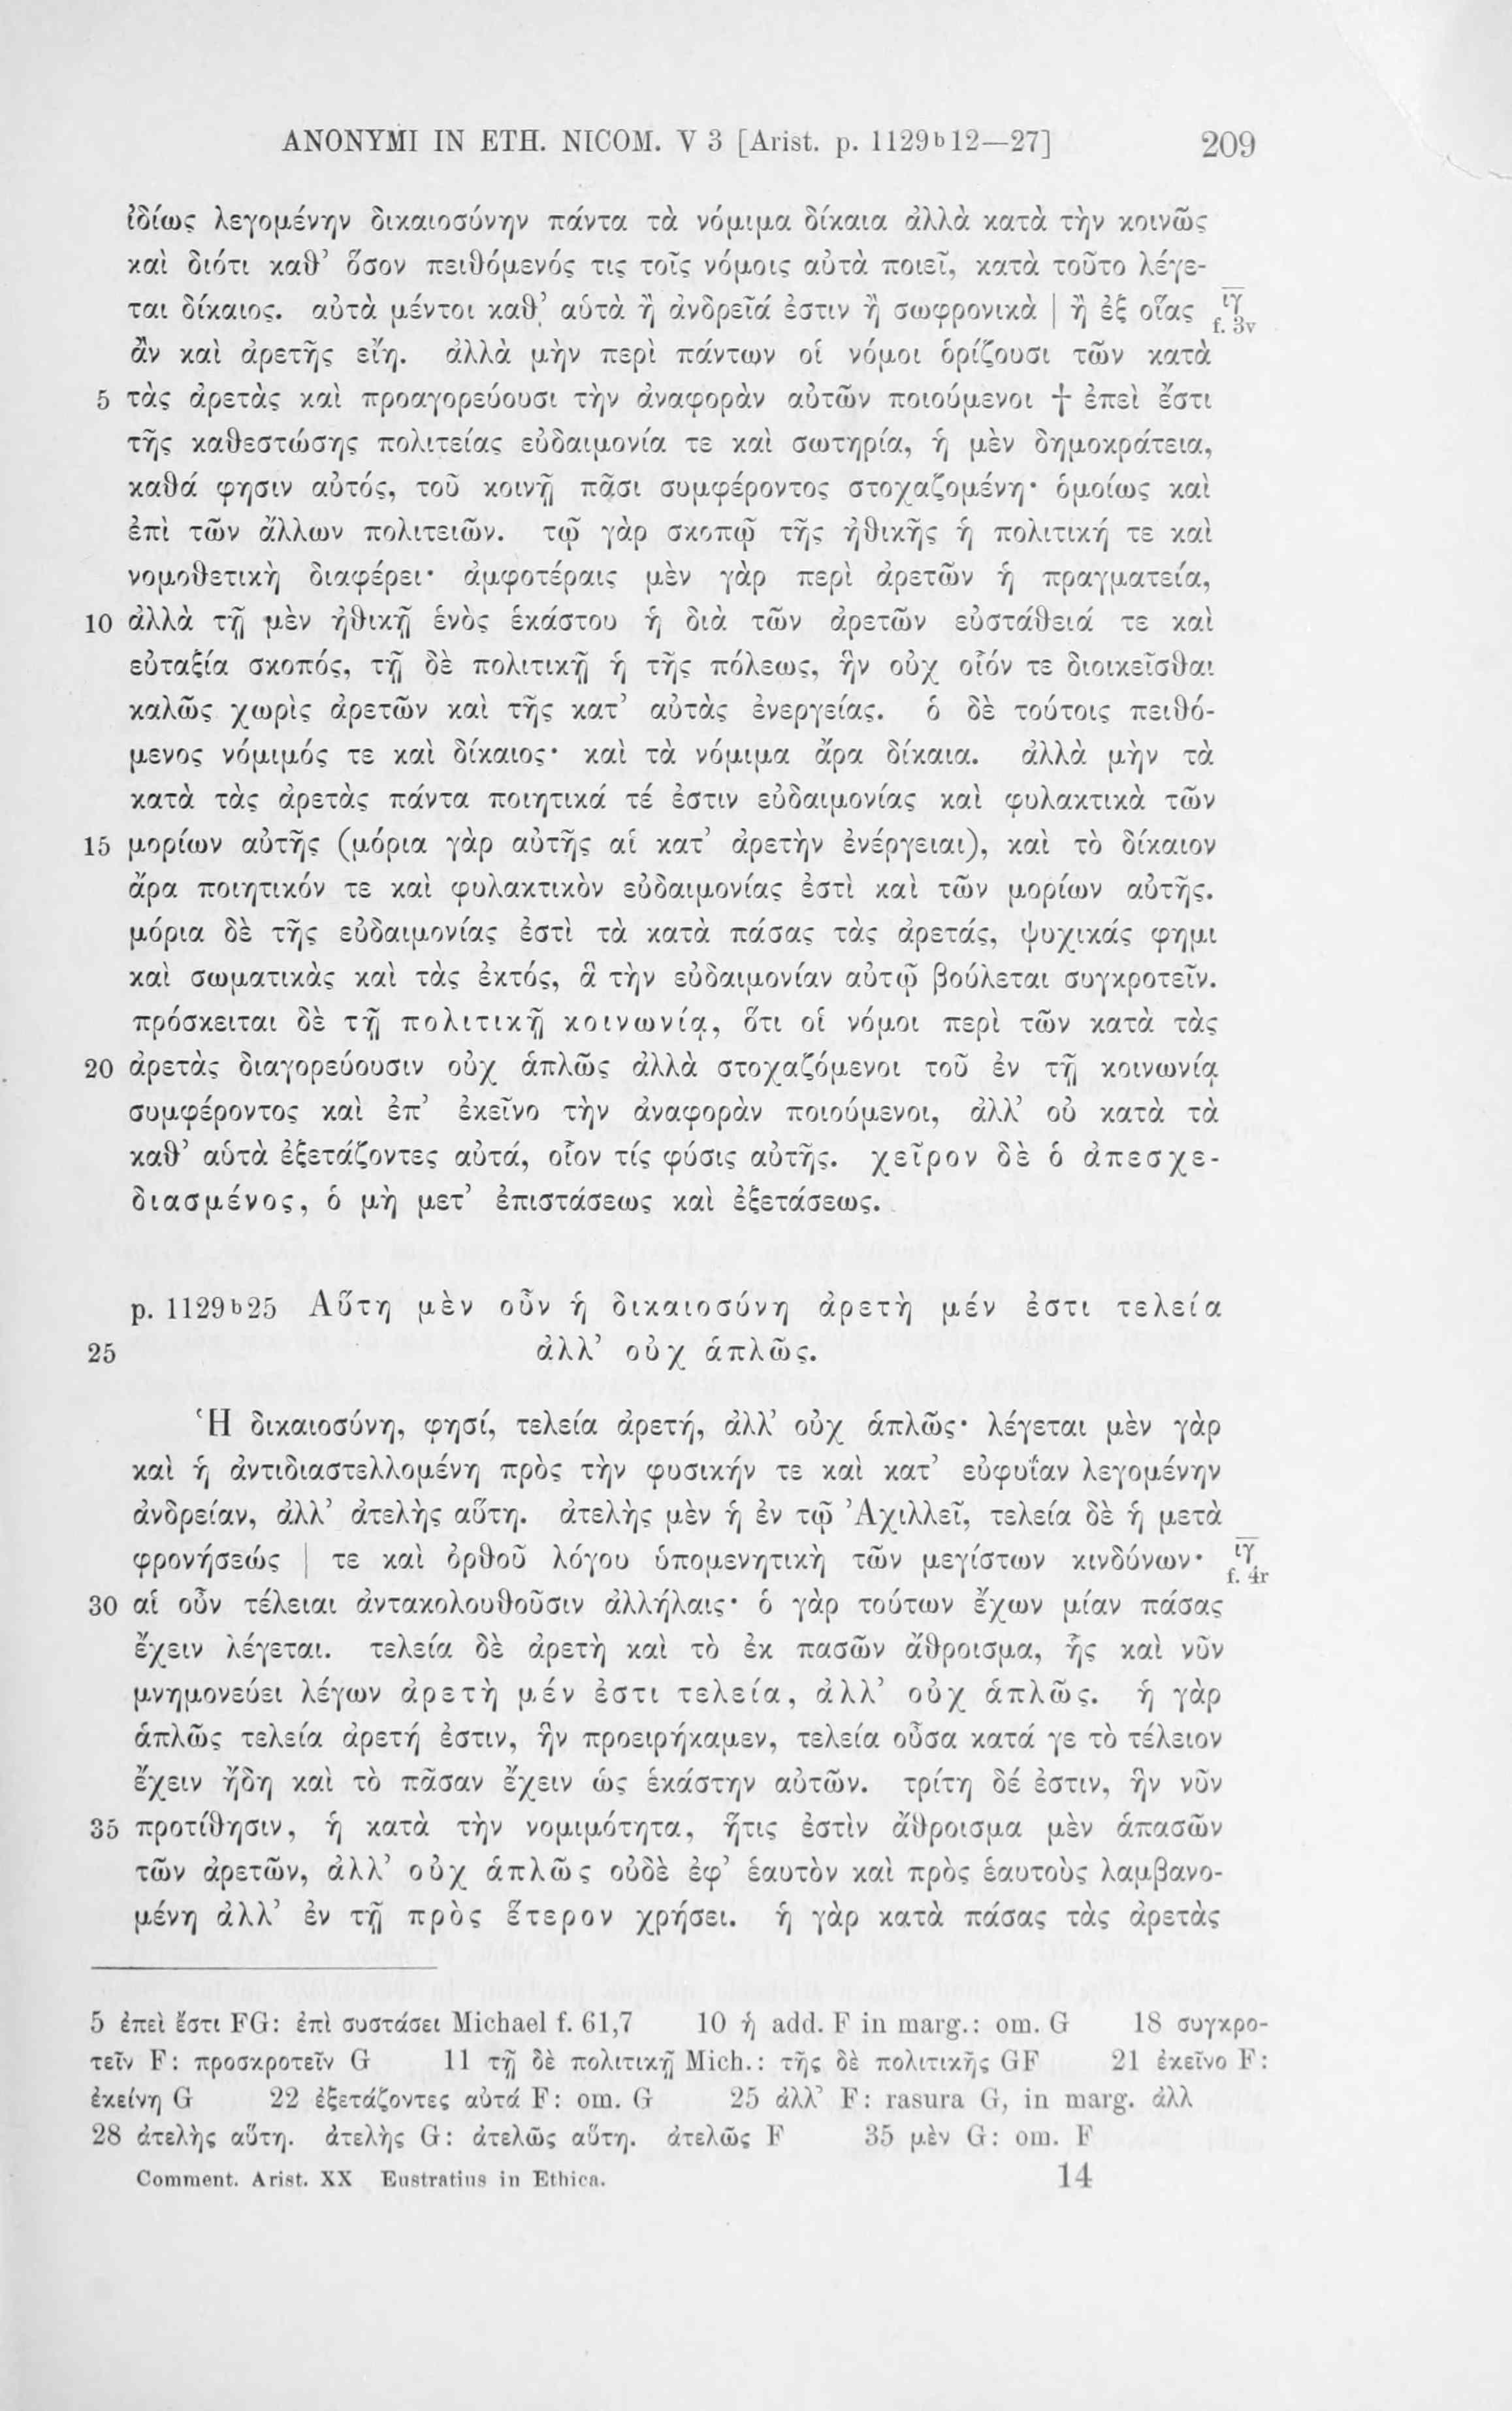 ANONYMI IN ETH. NICOM. V 3 [Arist. p. 1129ᵇ12—27] 209
ἰδίως λεγομένην δικαιοσύνην πάντα τὰ νόμιμα δίκαια ἀλλὰ κατὰ τὴν κοινῶς
καὶ διότι καθ’ ὅσον πειθόμενός τις τοῖς νόμοις αὐτὰ ποιεῖ, κατὰ τοῦτο λέγε-
ται δίκαιος. αὐτὰ μέντοι καθ’ αὑτὰ ἢ ἀνδρεῖά ἐστιν ἢ σωφρονικὰ | ἢ ἐξ οἵας ιγ f. 3v
ἂν καὶ ἀρετῆς εἴη. ἀλλὰ μὴν περὶ πάντων οἱ νόμοι ὁρίζουσι τῶν κατὰ
5 τὰς ἀρετὰς καὶ προαγορεύουσι τὴν ἀναφορὰν αὐτῶν ποιούμενοι † ἐπεὶ ἔστι
τῆς καθεστώσης πολιτείας εὐδαιμονία τε καὶ σωτηρία, ἡ μὲν δημοκράτεια,
καθά φησιν αὐτός, τοῦ κοινῇ πᾶσι συμφέροντος στοχαζομένη· ὁμοίως καὶ
ἐπὶ τῶν ἄλλων πολιτειῶν. τῷ γὰρ σκοπῷ τῆς ἠθικῆς ἡ πολιτική τε καὶ
νομοθετικὴ διαφέρει· ἀμφοτέραις μὲν γὰρ περὶ ἀρετῶν ἡ πραγματεία,
10 ἀλλὰ τῇ μὲν ἠθικῇ ἑνὸς ἑκάστου ἡ διὰ τῶν ἀρετῶν εὐστάθειά τε καὶ
εὐταξία σκοπός, τῇ δὲ πολιτικῇ ἡ τῆς πόλεως, ἣν οὐχ οἷόν τε διοικεῖσθαι
καλῶς χωρὶς ἀρετῶν καὶ τῆς κατ’ αὐτὰς ἐνεργείας. ὁ δὲ τούτοις πειθό-
μενος νόμιμός τε καὶ δίκαιος· καὶ τὰ νόμιμα ἄρα δίκαια. ἀλλὰ μὴν τὰ
κατὰ τὰς ἀρετὰς πάντα ποιητικά τέ ἐστιν εὐδαιμονίας καὶ φυλακτικὰ τῶν
15 μορίων αὐτῆς (μόρια γὰρ αὐτῆς αἱ κατ’ ἀρετὴν ἐνέργειαι), καὶ τὸ δίκαιον
ἄρα ποιητικόν τε καὶ φυλακτικὸν εὐδαιμονίας ἐστὶ καὶ τῶν μορίων αὐτῆς.
μόρια δὲ τῆς εὐδαιμονίας ἐστὶ τὰ κατὰ πάσας τὰς ἀρετάς, ψυχικάς φημι
καὶ σωματικὰς καὶ τὰς ἐκτός, ἃ τὴν εὐδαιμονίαν αὐτῷ βούλεται συγκροτεῖν.
πρόσκειται δὲ τῇ πολιτικῇ κοινωνίᾳ, ὅτι οἱ νόμοι περὶ τῶν κατὰ τὰς
20 ἀρετὰς διαγορεύουσιν οὐχ ἁπλῶς ἀλλὰ στοχαζόμενοι τοῦ ἐν τῇ κοινωνίᾳ
συμφέροντος καὶ ἐπ’ ἐκεῖνο τὴν ἀναφορὰν ποιούμενοι, ἀλλ’ οὐ κατὰ τὰ
καθ’ αὑτὰ ἐξετάζοντες αὐτά, οἷον τίς φύσις αὐτῆς. χεῖρον δὲ ὁ ἀπεσχε-
διασμένος, ὁ μὴ μετ’ ἐπιστάσεως καὶ ἐξετάσεως.
p. 1129ᵇ25 Αὕτη μὲν οὖν ἡ δικαιοσύνη ἀρετὴ μέν ἐστι τελεία
25 ἀλλ’ οὐχ ἁπλῶς.
Ἡ δικαιοσύνη, φησί, τελεία ἀρετή, ἀλλ’ οὐχ ἁπλῶς· λέγεται μὲν γὰρ
καὶ ἡ ἀντιδιαστελλομένη πρὸς τὴν φυσικήν τε καὶ κατ’ εὐφυΐαν λεγομένην
ἀνδρείαν, ἀλλ’ ἀτελὴς αὕτη. ἀτελὴς μὲν ἡ ἐν τῷ Ἀχιλλεῖ, τελεία δὲ ἡ μετὰ
φρονήσεώς | τε καὶ ὀρθοῦ λόγου ὑπομενητικὴ τῶν μεγίστων κινδύνων· ιγ f. 4r
30 αἱ οὖν τέλειαι ἀντακολουθοῦσιν ἀλλήλαις· ὁ γὰρ τούτων ἔχων μίαν πάσας
ἔχειν λέγεται. τελεία δὲ ἀρετὴ καὶ τὸ ἐκ πασῶν ἄθροισμα, ἧς καὶ νῦν
μνημονεύει λέγων ἀρετὴ μέν ἐστι τελεία, ἀλλ’ οὐχ ἁπλῶς. ἡ γὰρ
ἁπλῶς τελεία ἀρετή ἐστιν, ἣν προειρήκαμεν, τελεία οὖσα κατά γε τὸ τέλειον
ἔχειν ἤδη καὶ τὸ πᾶσαν ἔχειν ὡς ἑκάστην αὐτῶν. τρίτη δέ ἐστιν, ἣν νῦν
35 προτίθησιν, ἡ κατὰ τὴν νομιμότητα, ἥτις ἐστὶν ἄθροισμα μὲν ἁπασῶν
τῶν ἀρετῶν, ἀλλ’ οὐχ ἁπλῶς οὐδὲ ἐφ’ ἑαυτὸν καὶ πρὸς ἑαυτοὺς λαμβανο-
μένη ἀλλ’ ἐν τῇ πρὸς ἕτερον χρήσει. ἡ γὰρ κατὰ πάσας τὰς ἀρετὰς
5 ἐπεὶ ἔστι FG: ἐπὶ συστάσει Michael f. 61,7 10 ἡ add. F in marg.: om. G 18 συγκρο-
τεῖν F: προσκροτεῖν G 11 τῇ δὲ πολιτικῇ Mich.: τῆς δὲ πολιτικῆς GF 21 ἐκεῖνο F:
ἐκείνη G 22 ἐξετάζοντες αὐτά F: om. G 25 ἀλλ’ F: rasura G, in marg. ἀλλ
28 ἀτελὴς αὕτη. ἀτελὴς G: ἀτελῶς αὕτη. ἀτελῶς F 35 μὲν G: om. F
Comment. Arist. XX Eustratius in Ethica. 14